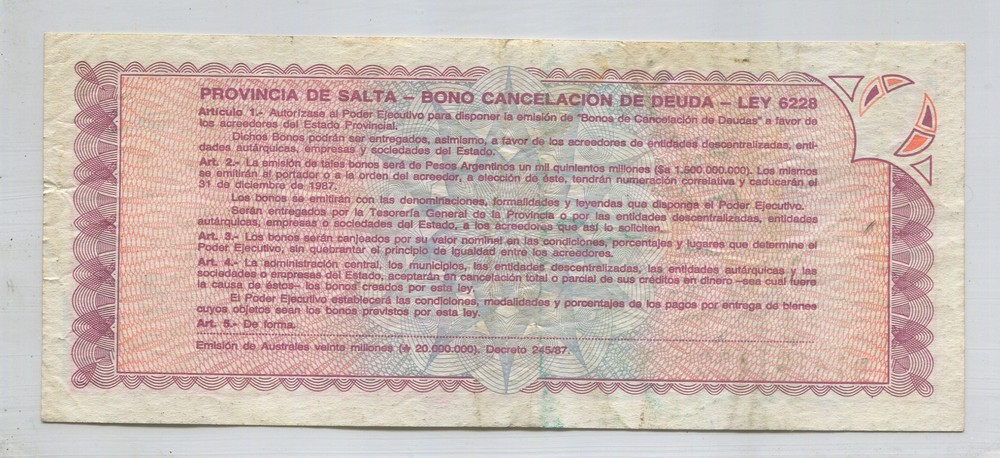 PROVINCIA DE SALTA – BONO CANCELACION DE DEUDA – LEY 6228
Artículo 1.- Autorízase al Poder Ejecutivo para disponer la emisión de "Bonos de Cancelación de Deudas" a favor de
los acreedores del Estado Provincial.
Dichos Bonos podrán ser entregados, asimismo, a favor de los acreedores de entidades descentralizadas, enti-
dades autárquicas, empresas y sociedades del Estado.
Art. 2.- La emisión de tales bonos será de Pesos Argentinos un mil quinientos millones ($a 1.500.000.000). Los mismos
se emitirán al portador o a la orden del acreedor, a elección de éste, tendrán numeración correlativa y caducarán el
31 de diciembre de 1987.
Los bonos se emitirán con las denominaciones, formalidades y leyendas que disponga el Poder Ejecutivo.
Serán entregados por la Tesorería General de la Provincia o por las entidades descentralizadas, entidades
autárquicas, empresas o sociedades del Estado, a los acreedores que así lo soliciten.
Art. 3.- Los bonos serán canjeados por su valor nominal en las condiciones, porcentajes y lugares que determine el
Poder Ejecutivo, sin quebrantar el principio de igualdad entre los acreedores.
Art. 4.- La administración central, los municipios, las entidades descentralizadas, las entidades autárquicas y las
sociedades o empresas del Estado, aceptarán en cancelación total o parcial de sus créditos en dinero –sea cual fuere
la causa de éstos– los bonos creados por esta ley.
El Poder Ejecutivo establecerá las condiciones, modalidades y porcentajes de los pagos por entrega de bienes
cuyos objetos sean los bonos previstos por esta ley.
Art. 5.- De forma.
Emisión de Australes veinte millones (₳ 20.000.000). Decreto 245/87.